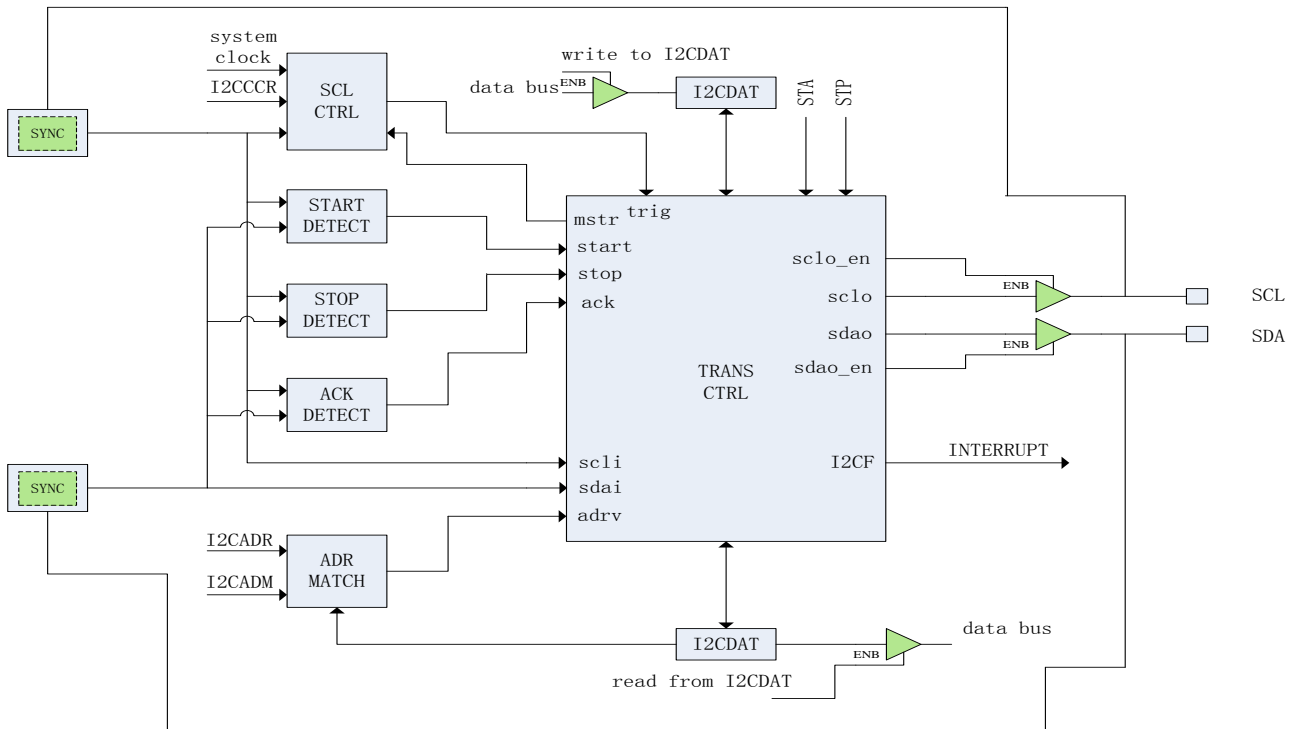 system
clock
I2CCCR
SCL
CTRL
write to I2CDAT
data bus
ENB
I2CDAT
STA
STP
SYNC
START
DETECT
mstr
trig
start
stop
ack
STOP
DETECT
ACK
DETECT
sclo_en
ENB
sclo
SCL
sdao
SDA
ENB
sdao_en
TRANS
CTRL
scli
I2CF
INTERRUPT
SYNC
sdai
adrv
I2CADR
ADR
MATCH
I2CADM
I2CDAT
data bus
ENB
read from I2CDAT